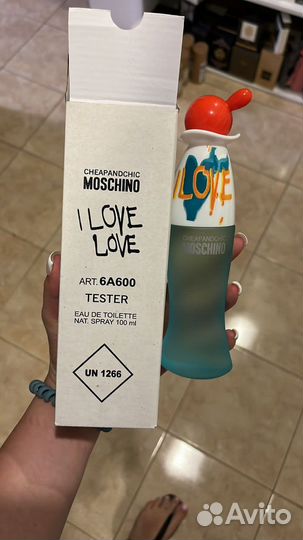 CHEAPANDCHIC
MOSCHINO
I LOVE
LOVE
ART. 6A600
TESTER
EAU DE TOILETTE
NAT. SPRAY 100 ml
UN 1266
I LOVE
CHEAPANDCHIC
MOSCHINO
Avito